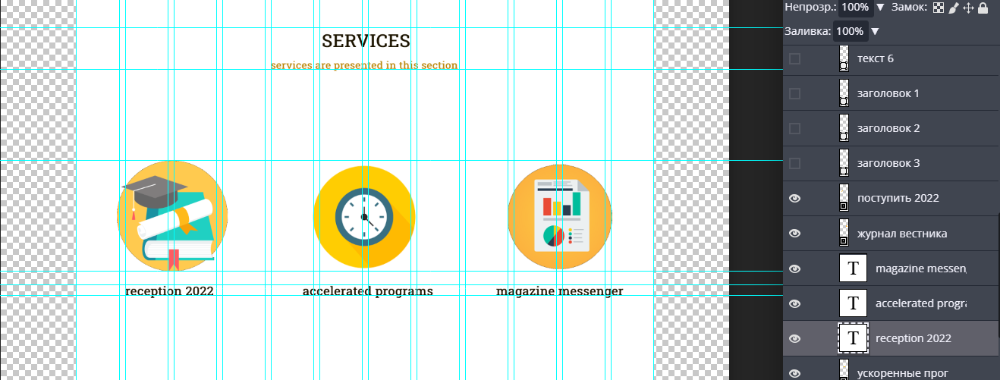 Непрозр.: 100% ▼ Замок:
Заливка: 100% ▼
SERVICES
services are presented in this section
reception 2022
accelerated programs
magazine messenger
текст 6
заголовок 1
заголовок 2
заголовок 3
поступить 2022
журнал вестника
T magazine messen
T accelerated progra
T reception 2022
ускоренные прог